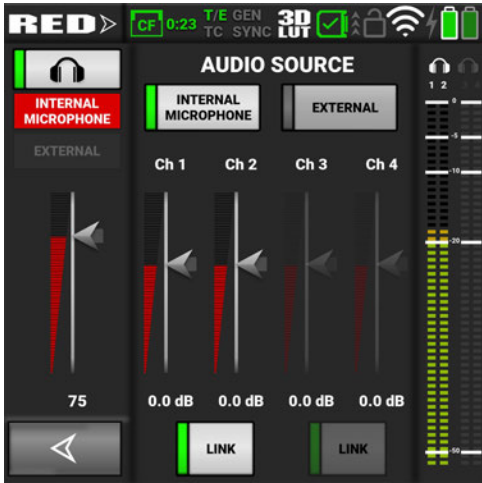 RED
CF 0:23
T/E GEN
TC SYNC
3D
LUT
AUDIO SOURCE
INTERNAL
MICROPHONE
EXTERNAL
INTERNAL
MICROPHONE
EXTERNAL
Ch 1 Ch 2 Ch 3 Ch 4
75
0.0 dB 0.0 dB 0.0 dB 0.0 dB
LINK LINK
1 2
0
-5
-10
-20
-50